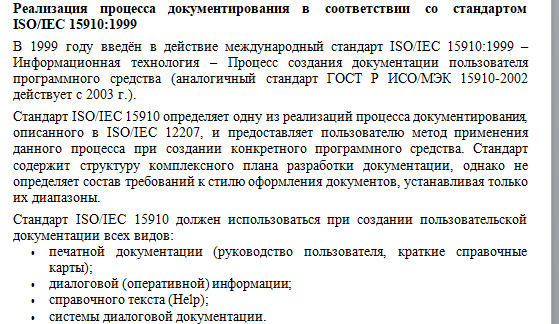 Реализация процесса документирования в соответствии со стандартом
ISO/IEC 15910:1999
В 1999 году введён в действие международный стандарт ISO/IEC 15910:1999 –
Информационная технология – Процесс создания документации пользователя
программного средства (аналогичный стандарт ГОСТ Р ИСО/МЭК 15910-2002
действует с 2003 г.).
Стандарт ISO/IEC 15910 определяет одну из реализаций процесса документирования,
описанного в ISO/IEC 12207, и предоставляет пользователю метод применения
данного процесса при создании конкретного программного средства. Стандарт
содержит структуру комплексного плана разработки документации, однако не
определяет состав требований к стилю оформления документов, устанавливая только
их диапазоны.
Стандарт ISO/IEC 15910 должен использоваться при создании пользовательской
документации всех видов:
• печатной документации (руководство пользователя, краткие справочные
карты);
• диалоговой (оперативной) информации;
• справочного текста (Help);
• системы диалоговой документации.